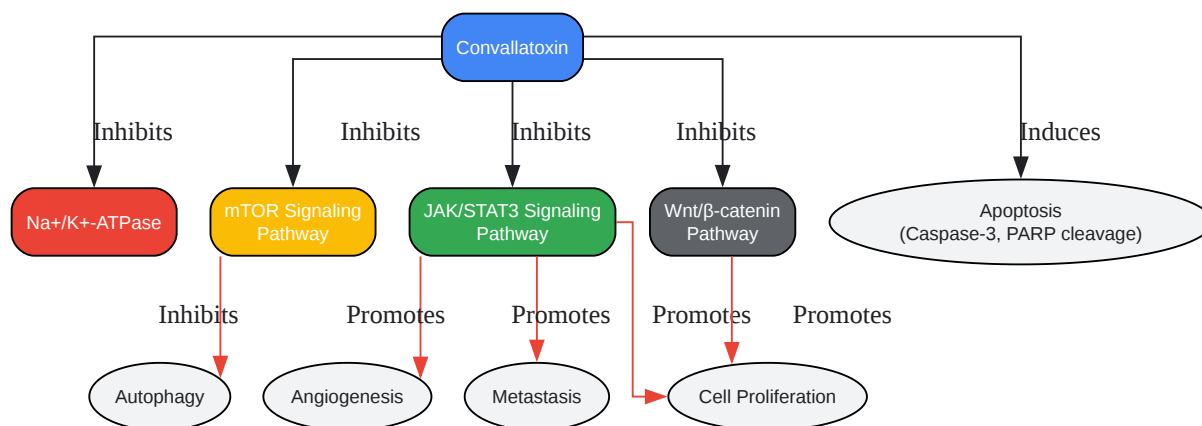 Convallatoxin
Inhibits
Inhibits
Inhibits
Inhibits
Induces
Na+/K+-ATPase
mTOR Signaling
Pathway
JAK/STAT3 Signaling
Pathway
Wnt/β-catenin
Pathway
Apoptosis
(Caspase-3, PARP cleavage)
Inhibits
Promotes
Promotes
Promotes
Promotes
Autophagy
Angiogenesis
Metastasis
Cell Proliferation